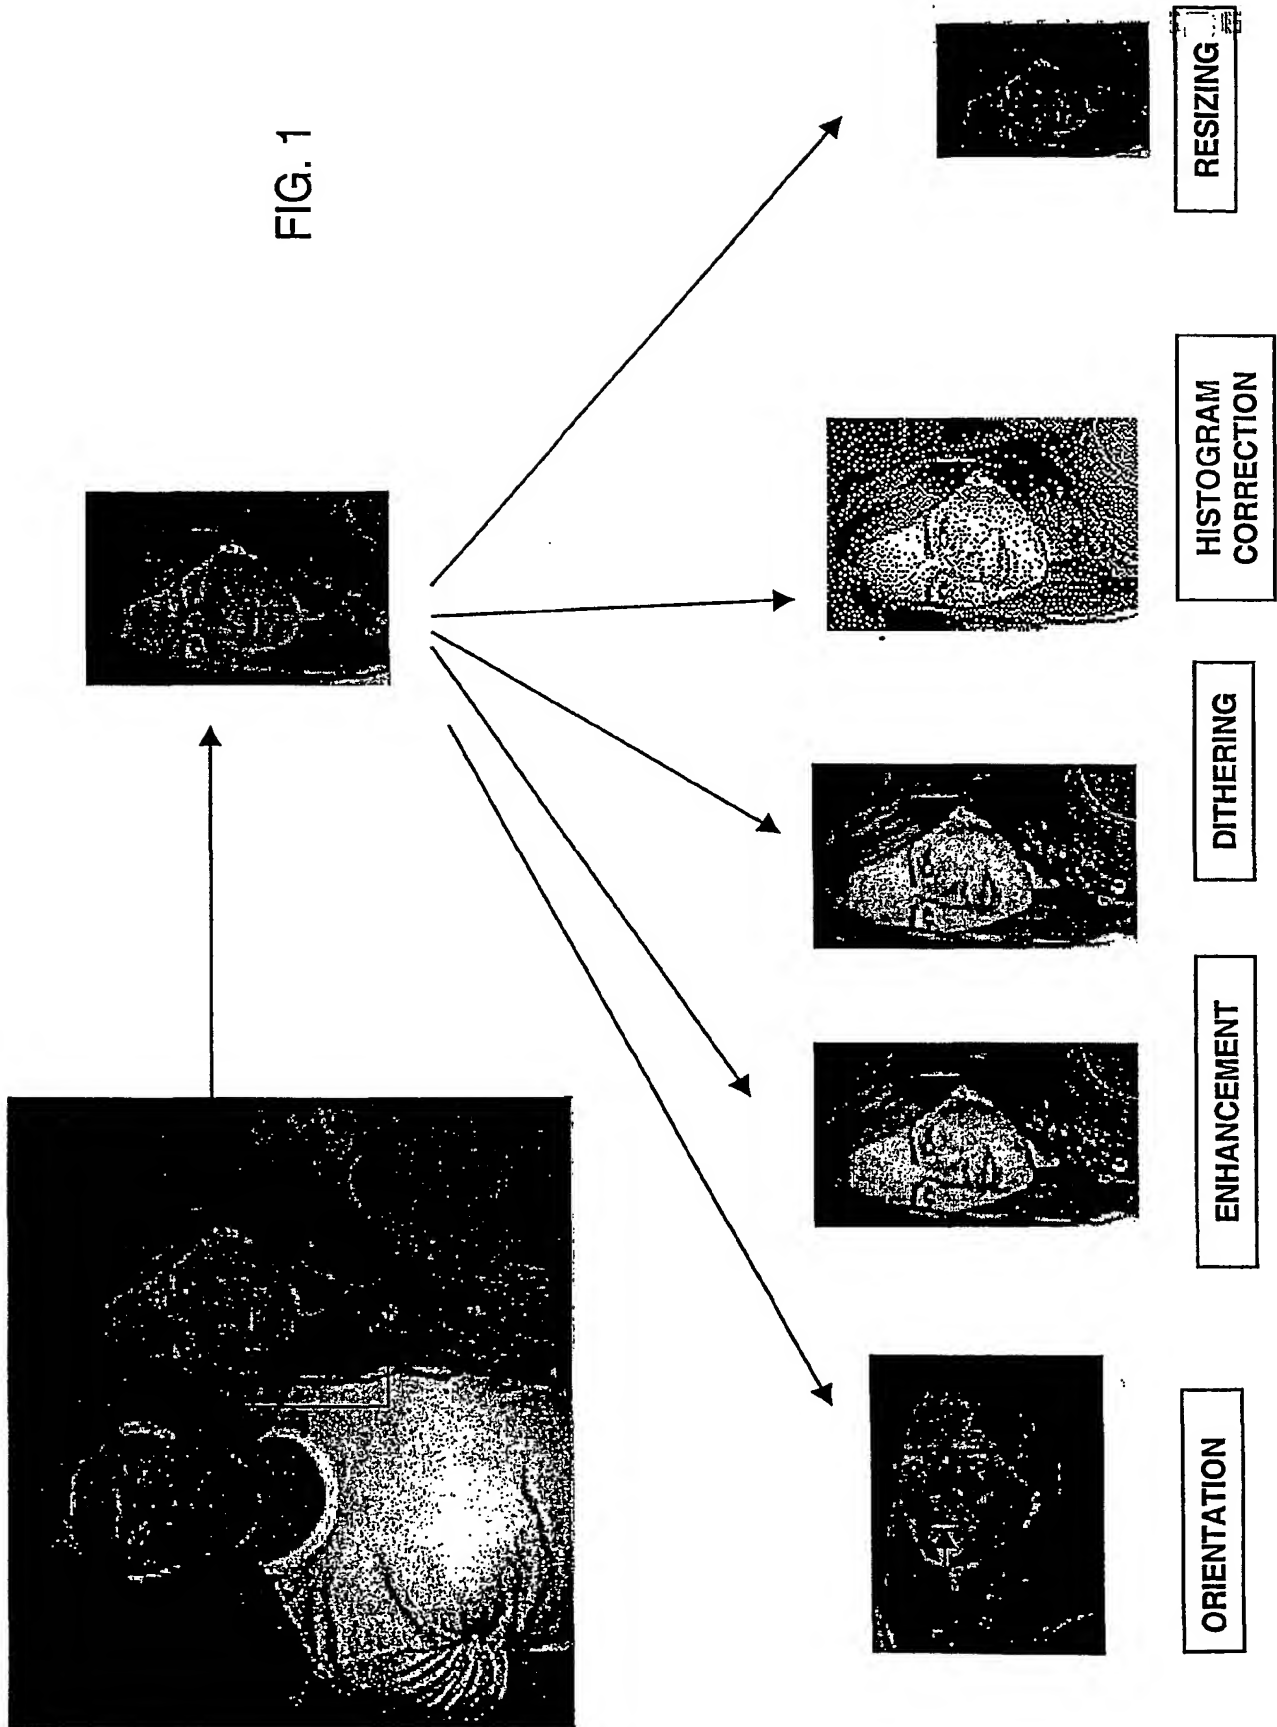 FIG. 1
ORIENTATION
ENHANCEMENT
DITHERING
HISTOGRAM
CORRECTION
RESIZING